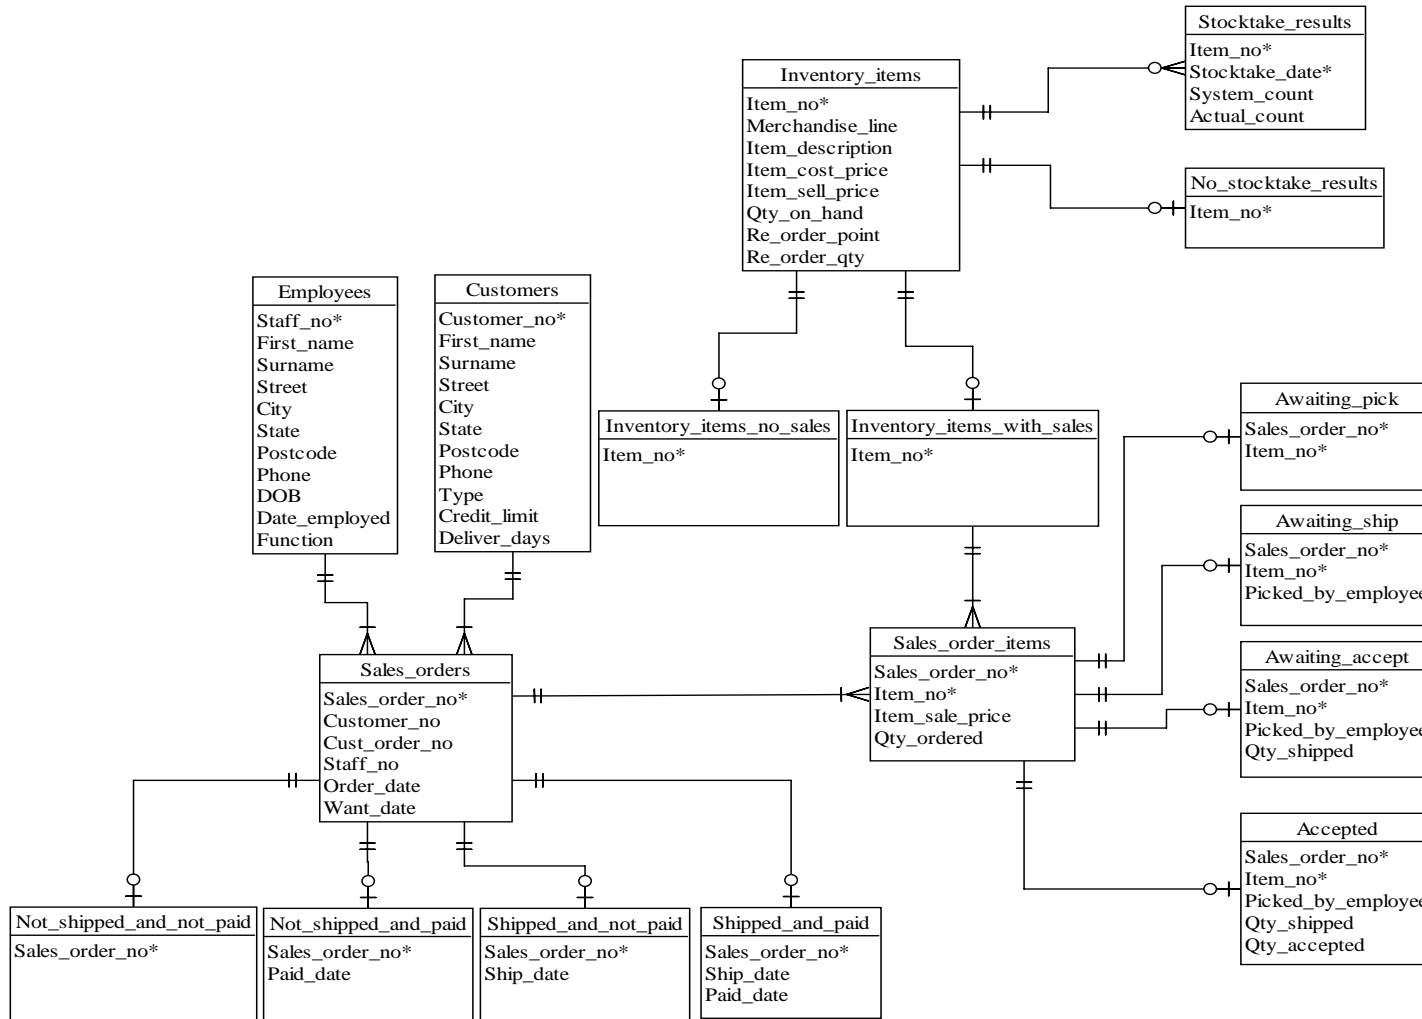 Stocktake_results
Item_no*
Stocktake_date*
System_count
Actual_count
Inventory_items
Item_no*
Merchandise_line
Item_description
Item_cost_price
Item_sell_price
Qty_on_hand
Re_order_point
Re_order_qty
No_stocktake_results
Item_no*
Employees
Staff_no*
First_name
Surname
Street
City
State
Postcode
Phone
DOB
Date_employed
Function
Customers
Customer_no*
First_name
Surname
Street
City
State
Postcode
Phone
Type
Credit_limit
Deliver_days
Inventory_items_no_sales
Item_no*
Inventory_items_with_sales
Item_no*
Awaiting_pick
Sales_order_no*
Item_no*
Awaiting_ship
Sales_order_no*
Item_no*
Picked_by_employee
Sales_orders
Sales_order_no*
Customer_no
Cust_order_no
Staff_no
Order_date
Want_date
Sales_order_items
Sales_order_no*
Item_no*
Item_sale_price
Qty_ordered
Awaiting_accept
Sales_order_no*
Item_no*
Picked_by_employee
Qty_shipped
Accepted
Sales_order_no*
Item_no*
Picked_by_employee
Qty_shipped
Qty_accepted
Not_shipped_and_not_paid
Sales_order_no*
Not_shipped_and_paid
Sales_order_no*
Paid_date
Shipped_and_not_paid
Sales_order_no*
Ship_date
Shipped_and_paid
Sales_order_no*
Ship_date
Paid_date